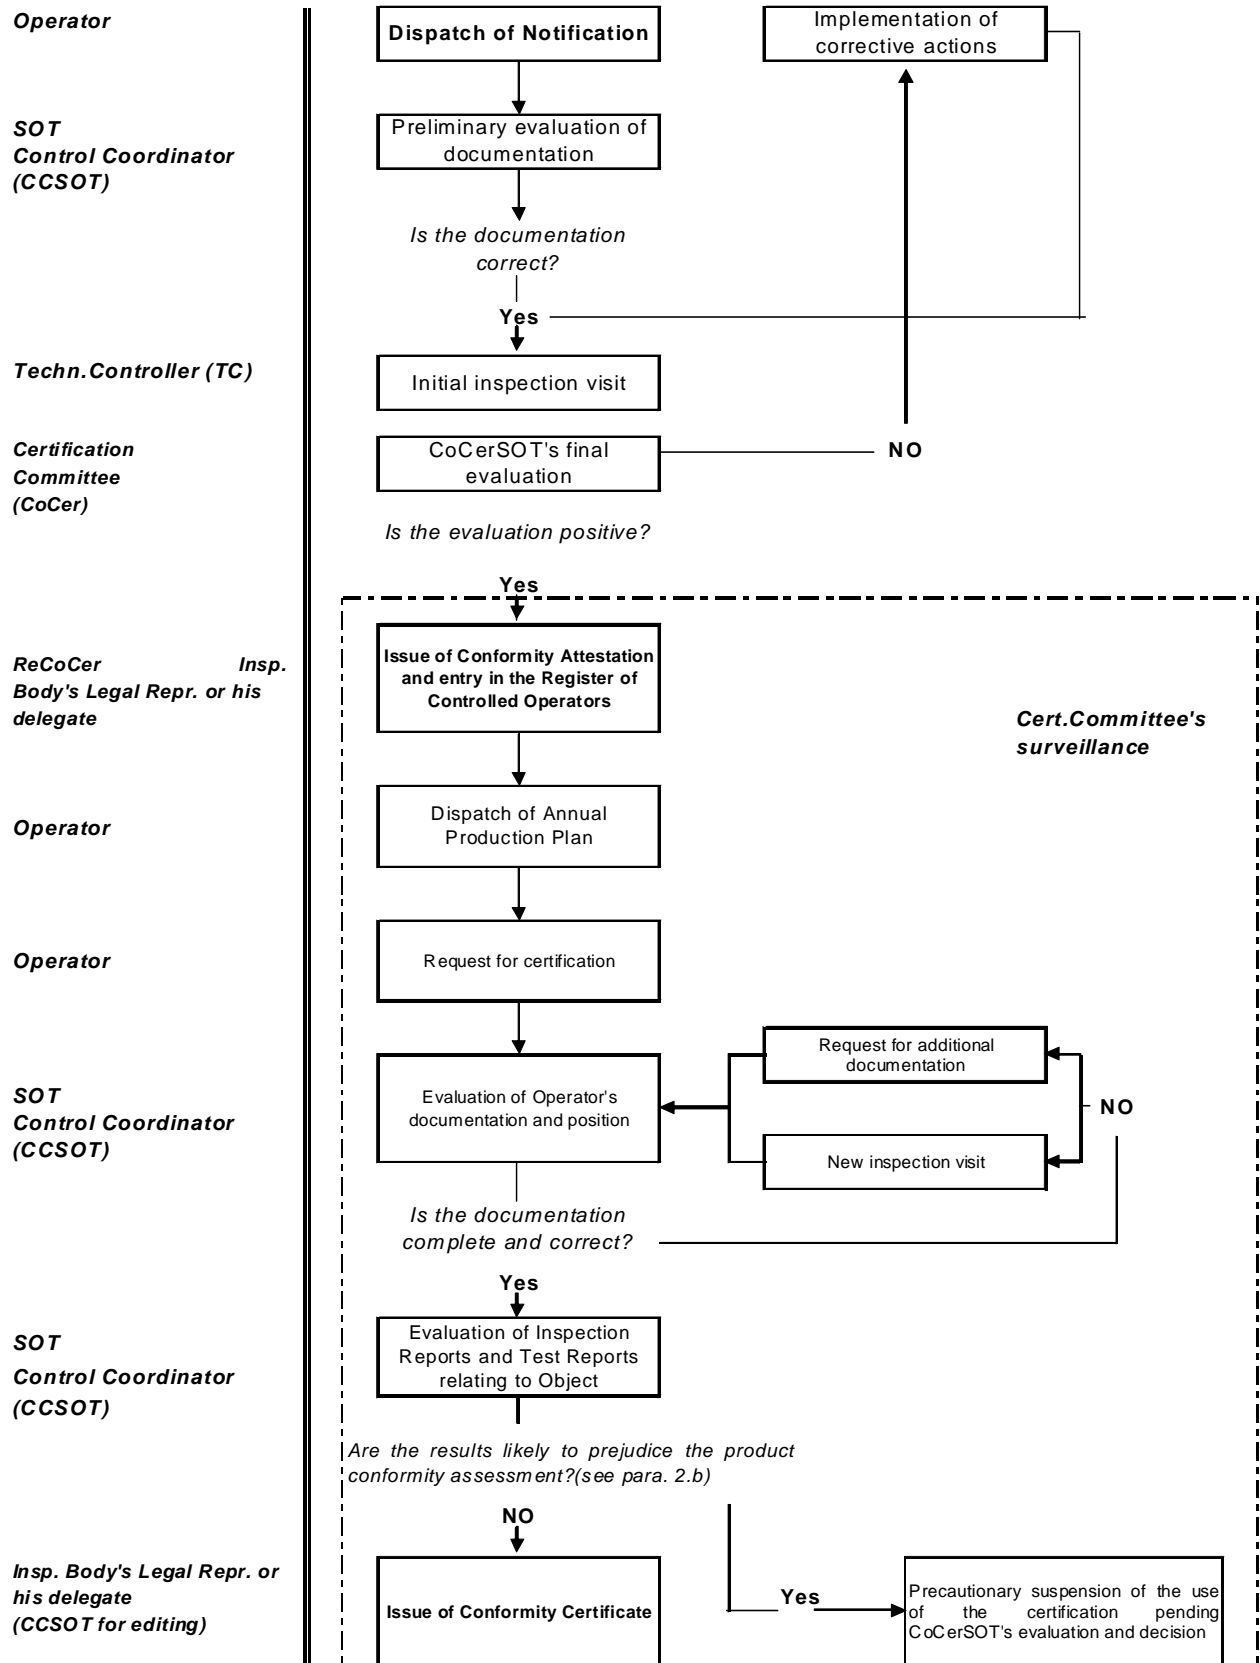 Operator
Dispatch of Notification
Implementation of
corrective actions
SOT
Control Coordinator
(CCSOT)
Preliminary evaluation of
documentation
Is the documentation
correct?
Yes
Techn.Controller (TC)
Initial inspection visit
Certification
Committee
(CoCer)
CoCerSOT's final
evaluation
NO
Is the evaluation positive?
Yes
ReCoCer Insp.
Body's Legal Repr. or his
delegate
Issue of Conformity Attestation
and entry in the Register of
Controlled Operators
Cert.Committee's
surveillance
Operator
Dispatch of Annual
Production Plan
Operator
Request for certification
SOT
Control Coordinator
(CCSOT)
Evaluation of Operator's
documentation and position
Request for additional
documentation
NO
New inspection visit
Is the documentation
complete and correct?
Yes
SOT
Control Coordinator
(CCSOT)
Evaluation of Inspection
Reports and Test Reports
relating to Object
Are the results likely to prejudice the product
conformity assessment?(see para. 2.b)
NO
Insp. Body's Legal Repr. or
his delegate
(CCSOT for editing)
Issue of Conformity Certificate
Yes
Precautionary suspension of the use
of the certification pending
CoCerSOT's evaluation and decision